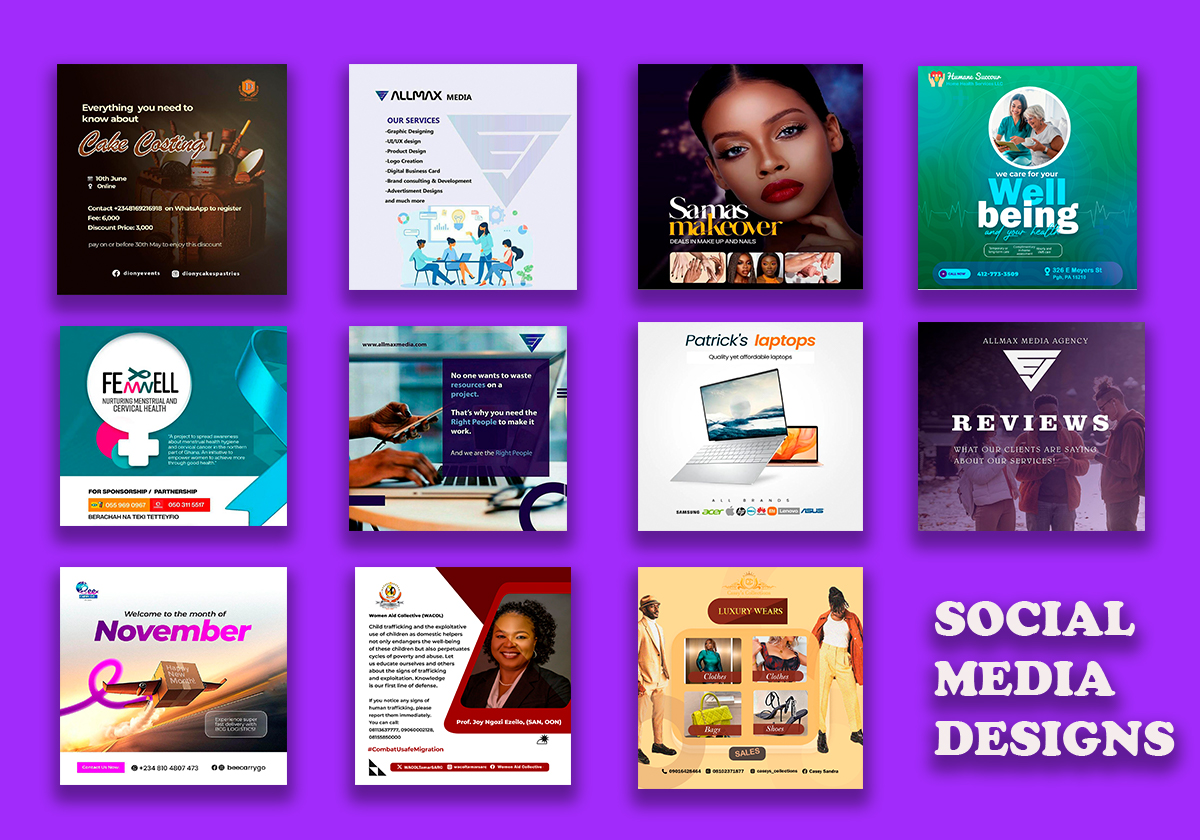 Everything you need to
know about
Cake Costing
10th June
Online
Contact +2348169216918 on WhatsApp to register
Fee: 6,000
Discount Price: 3,000
pay on or before 30th May to enjoy this discount
dionyevents dionycakespastries
ALLMAX MEDIA
OUR SERVICES
-Graphic Designing
-UI/UX design
-Product Design
-Logo Creation
-Digital Business Card
-Brand consulting & Development
-Advertisment Designs
and much more
Samas
makeover
DEALS IN MAKE UP AND NAILS
Humane Succour
we care for your
Well
being
and your health
CALL NOW 412-773-3509
326 E Meyers St
Pgh, PA 15210
FEMWELL
NURTURING MENSTRUAL AND
CERVICAL HEALTH
"A project to spread awareness
about menstrual health hygiene
and cervical cancer in the northern
part of Ghana; An initiative to
empower women to achieve more
through good health."
FOR SPONSORSHIP / PARTNERSHIP
055 969 0967 050 311 5517
BERACHAH NA TEKI TETTEYFIO
www.allmaxmedia.com
No one wants to waste
resources on a
project.
That's why you need the
Right People to make it
work.
And we are the Right People
Patrick's laptops
Quality yet affordable laptops
ALL BRANDS
SAMSUNG acer hp DELL HUAWEI mi Lenovo ASUS
ALLMAX MEDIA AGENCY
REVIEWS
WHAT OUR CLIENTS ARE SAYING
ABOUT OUR SERVICES!
Bee
Welcome to the month of
November
Happy
New
Month!
Experience super
fast delivery with
BCG LOGISTICS!
Contact Us Now: +234 810 4807 473 beecarrygo
Women Aid Collective (WACOL)
Child trafficking and the exploitative
use of children as domestic helpers
not only endangers the well-being
of these children but also perpetuates
cycles of poverty and abuse. Let
us educate ourselves and others
about the signs of trafficking
and exploitation. Knowledge
is our first line of defense.
If you notice any signs of
human trafficking, please
report them immediately.
You can call:
08113637777, 09060002128,
08155850000
#CombatUsafeMigration
Prof. Joy Ngozi Ezeilo, (SAN, OON)
WACOLTamarSARC wacoltamarsarc Women Aid Collective
LUXURY WEARS
Clothes Clothes
Bags Shoes
SALES
09916428464 08102371877 caseys_collections Casey Sandra
SOCIAL
MEDIA
DESIGNS